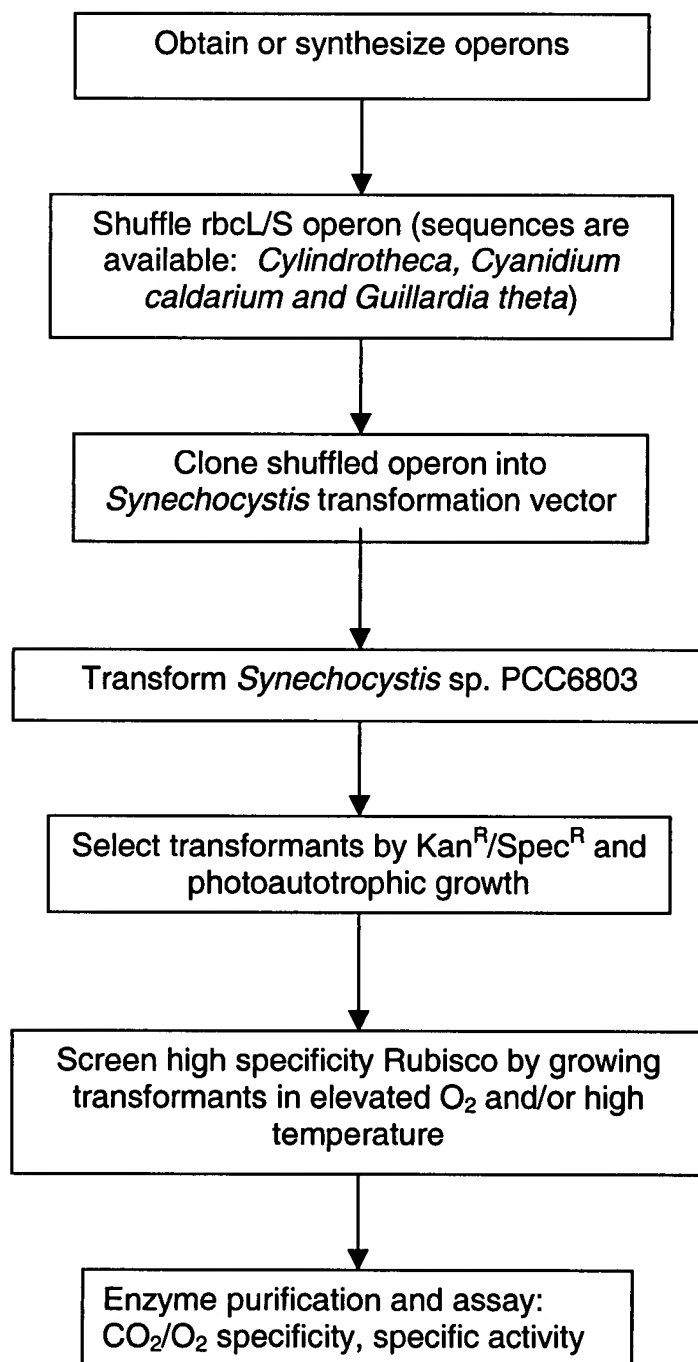 Obtain or synthesize operons
Shuffle rbcL/S operon (sequences are
available: Cylindrotheca, Cyanidium
caldarium and Guillardia theta)
Clone shuffled operon into
Synechocystis transformation vector
Transform Synechocystis sp. PCC6803
Select transformants by Kan^R/Spec^R and
photoautotrophic growth
Screen high specificity Rubisco by growing
transformants in elevated O₂ and/or high
temperature
Enzyme purification and assay:
CO₂/O₂ specificity, specific activity